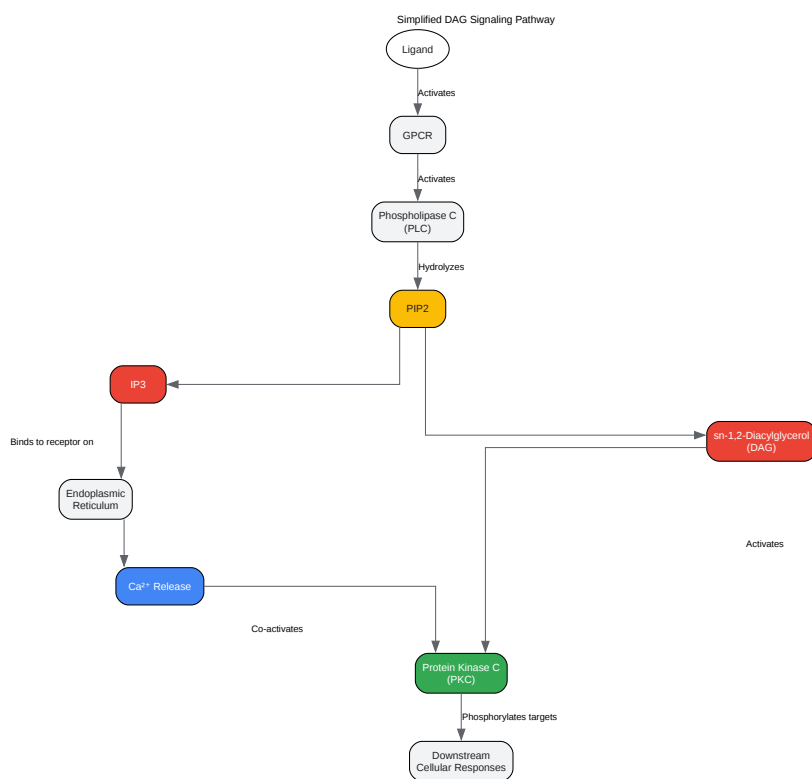 Simplified DAG Signaling Pathway
Ligand
Activates
GPCR
Activates
Phospholipase C
(PLC)
Hydrolyzes
PIP2
IP3
sn-1,2-Diacylglycerol
(DAG)
Binds to receptor on
Endoplasmic
Reticulum
Activates
Ca²⁺ Release
Co-activates
Protein Kinase C
(PKC)
Phosphorylates targets
Downstream
Cellular Responses